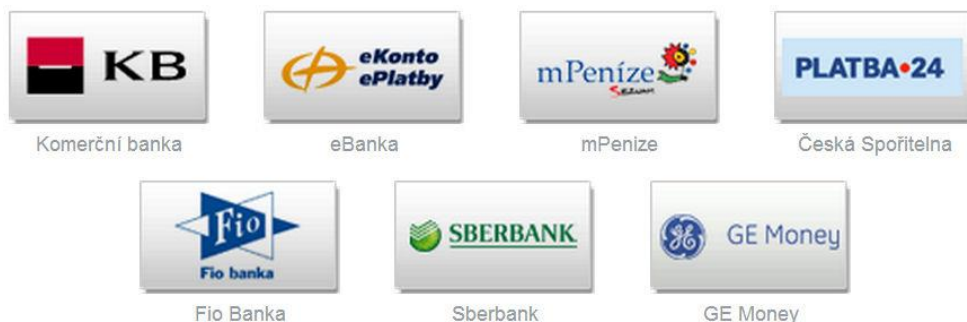 KB
eKonto
ePlatby
mPeníze
PLATBA•24
Komerční banka
eBanka
mPenize
Česká Spořitelna
Fio
Fio banka
SBERBANK
GE Money
Fio Banka
Sberbank
GE Money